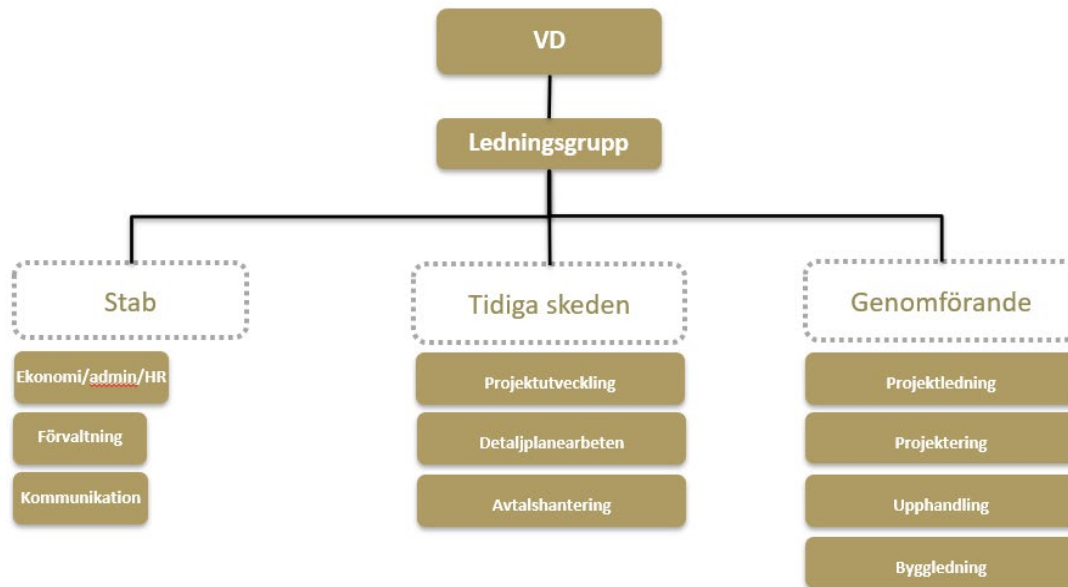 VD
Ledningsgrupp
Stab
Ekonomi/admin/HR
Förvaltning
Kommunikation
Tidiga skeden
Projektutveckling
Detaljplanearbeten
Avtalshantering
Genomförande
Projektledning
Projektering
Upphandling
Byggledning